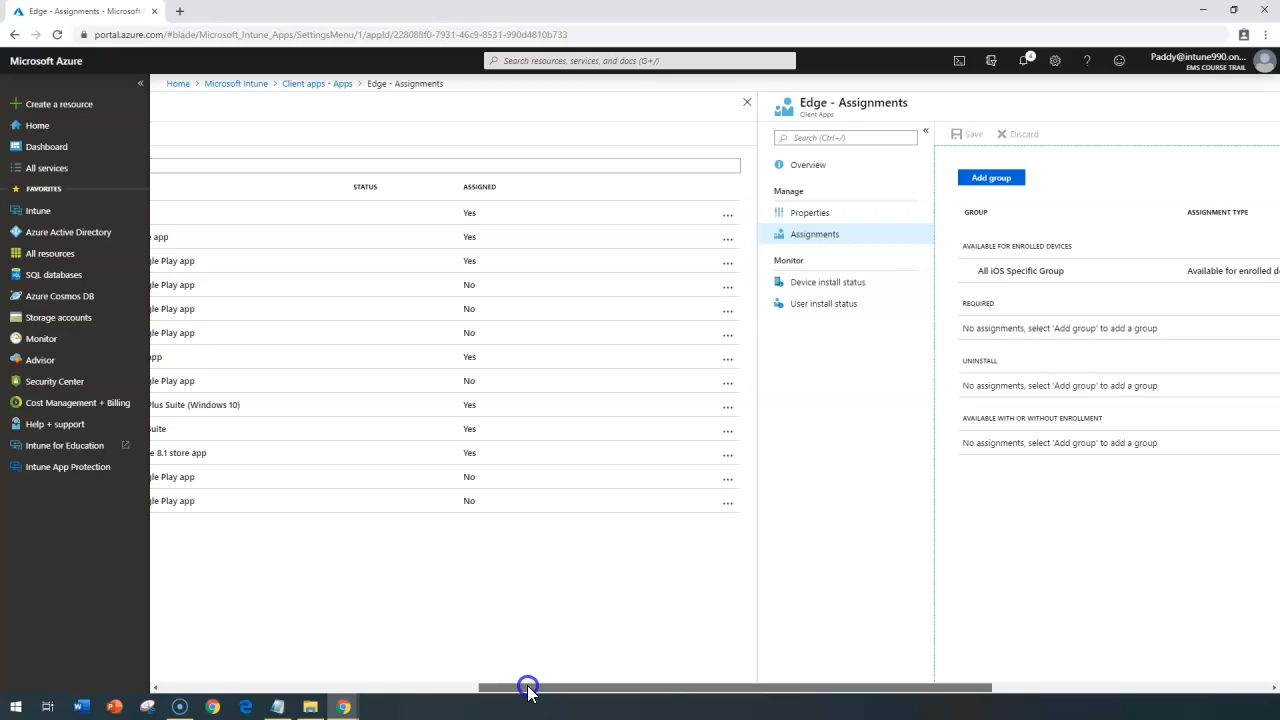 Edge - Assignments - Microsoft A
portal.azure.com/#blade/Microsoft_Intune_Apps/SettingsMenu/1/appId/228088f0-7931-46c9-8531-990d4810b733
Microsoft Azure
Search resources, services, and docs (G+/)
4
Paddy@intune990.on...
EMS COURSE TRAIL
Home > Microsoft Intune > Client apps - Apps > Edge - Assignments
Create a resource
Home
Dashboard
All services
FAVORITES
Intune
Azure Active Directory
All resources
SQL databases
Azure Cosmos DB
Storage accounts
Monitor
Advisor
Security Center
Cost Management + Billing
Help + support
Intune for Education
Intune App Protection
STATUS ASSIGNED
Yes ...
e app Yes ...
gle Play app Yes ...
gle Play app No ...
gle Play app No ...
gle Play app No ...
app Yes ...
gle Play app No ...
Plus Suite (Windows 10) Yes ...
Suite Yes ...
e 8.1 store app Yes ...
gle Play app No ...
gle Play app No ...
Edge - Assignments
Client Apps
Search (Ctrl+/)
Overview
Manage
Properties
Assignments
Monitor
Device install status
User install status
Save Discard
Add group
GROUP ASSIGNMENT TYPE
AVAILABLE FOR ENROLLED DEVICES
All iOS Specific Group Available for enrolled d
REQUIRED
No assignments, select 'Add group' to add a group
UNINSTALL
No assignments, select 'Add group' to add a group
AVAILABLE WITH OR WITHOUT ENROLLMENT
No assignments, select 'Add group' to add a group